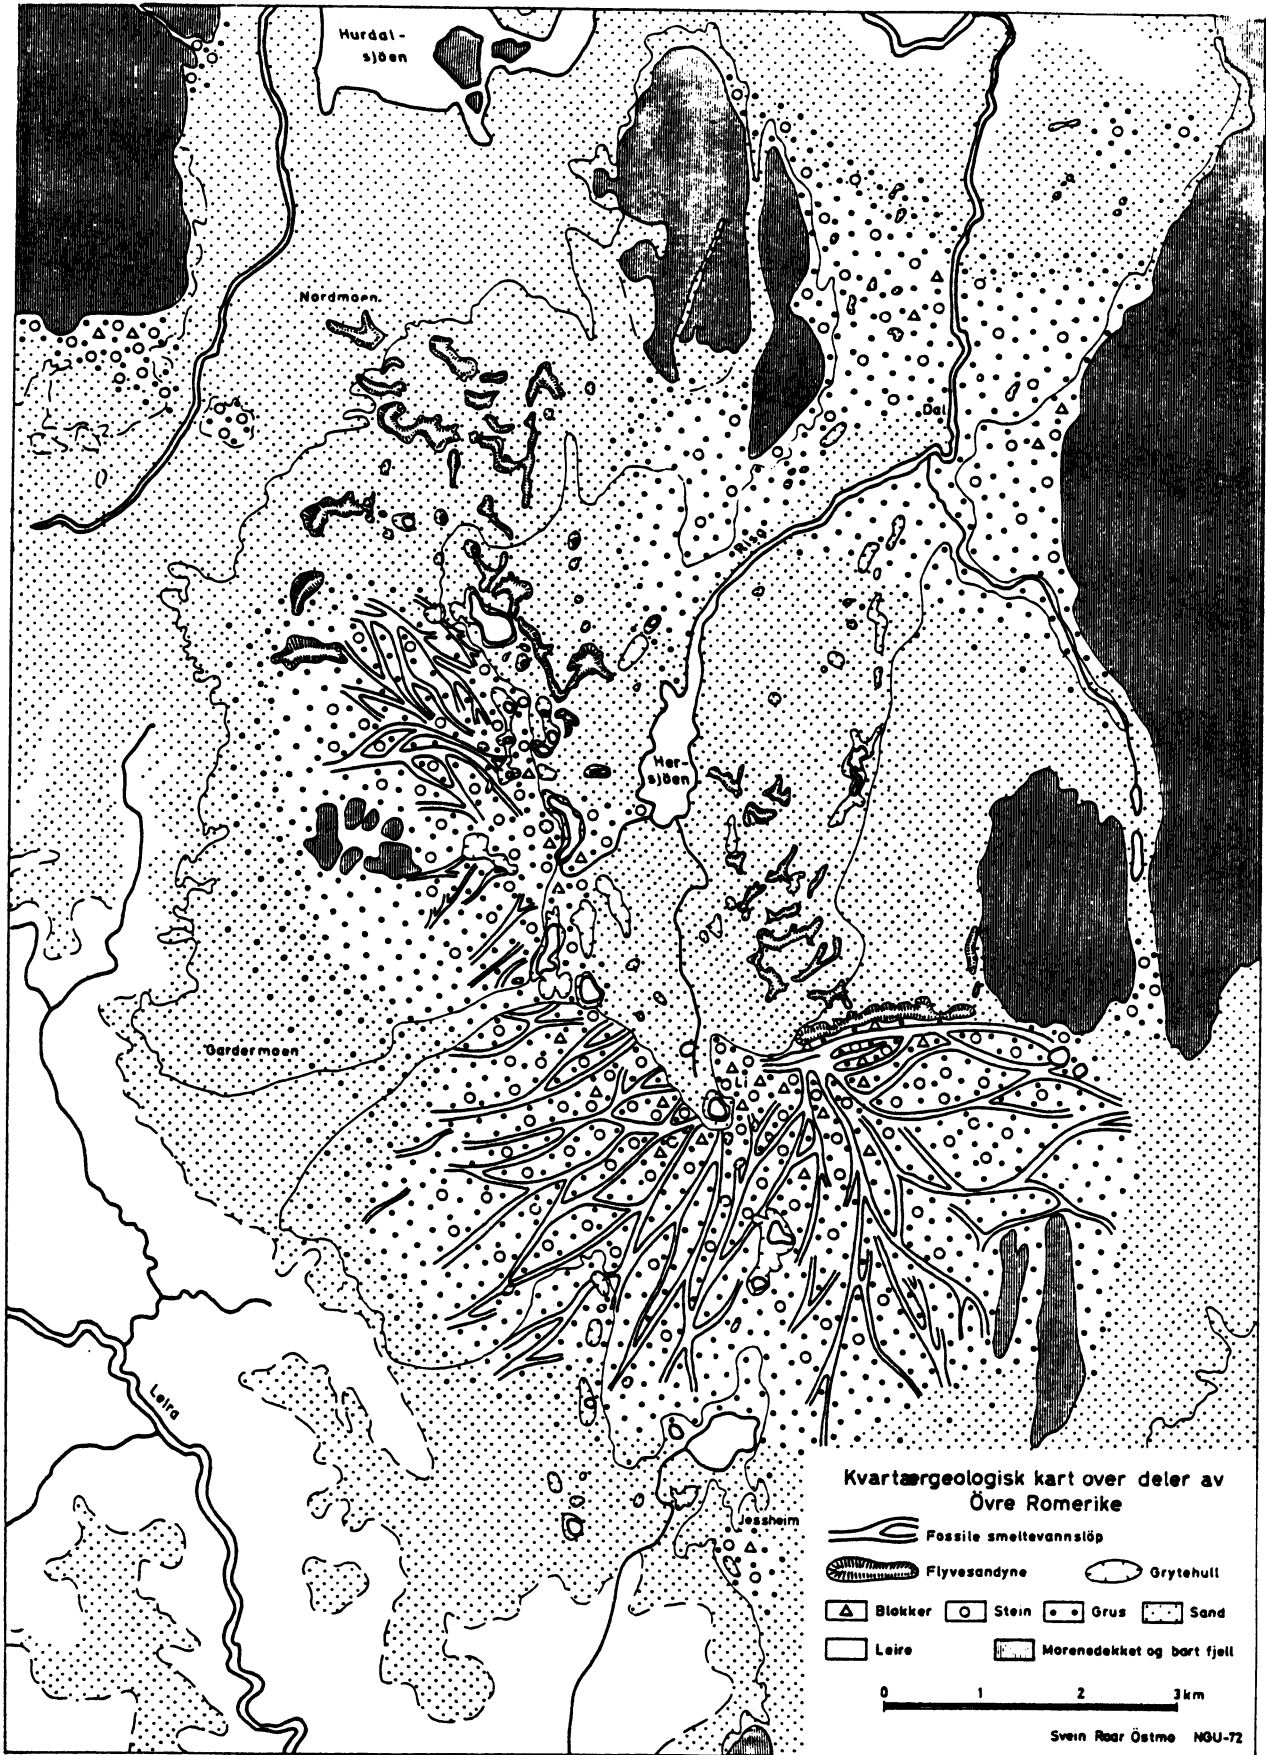 Hurdal-
sjöen
Nordmoen
Dal
Risa
Her-
sjöen
Gardermoen
Li
Leira
Jessheim
Kvartærgeologisk kart over deler av
Övre Romerike
Fossile smeltevannslöp
Flyvesandyne Grytehull
Blokker Stein Grus Sand
Leire Morenedekket og bart fjell
0 1 2 3 km
Svein Roar Östmo NGU-72